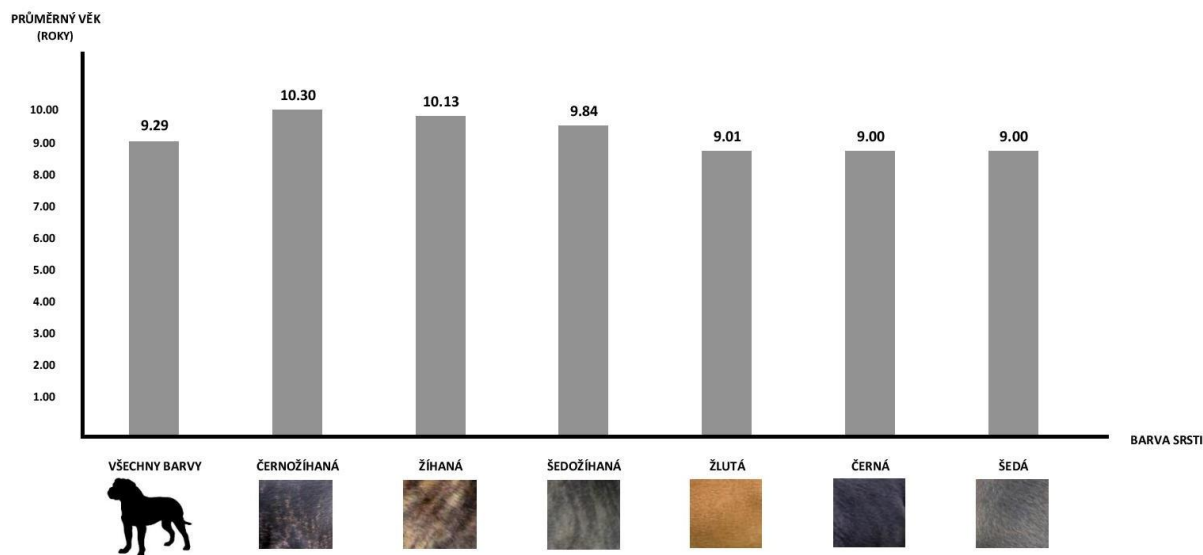 PRŮMĚRNÝ VĚK
(ROKY)
10.00
9.00
8.00
7.00
6.00
5.00
4.00
3.00
2.00
1.00
9.29
10.30
10.13
9.84
9.01
9.00
9.00
BARVA SRSTI
VŠECHNY BARVY
ČERNOŽÍHANÁ
ŽÍHANÁ
ŠEDOŽÍHANÁ
ŽLUTÁ
ČERNÁ
ŠEDÁ